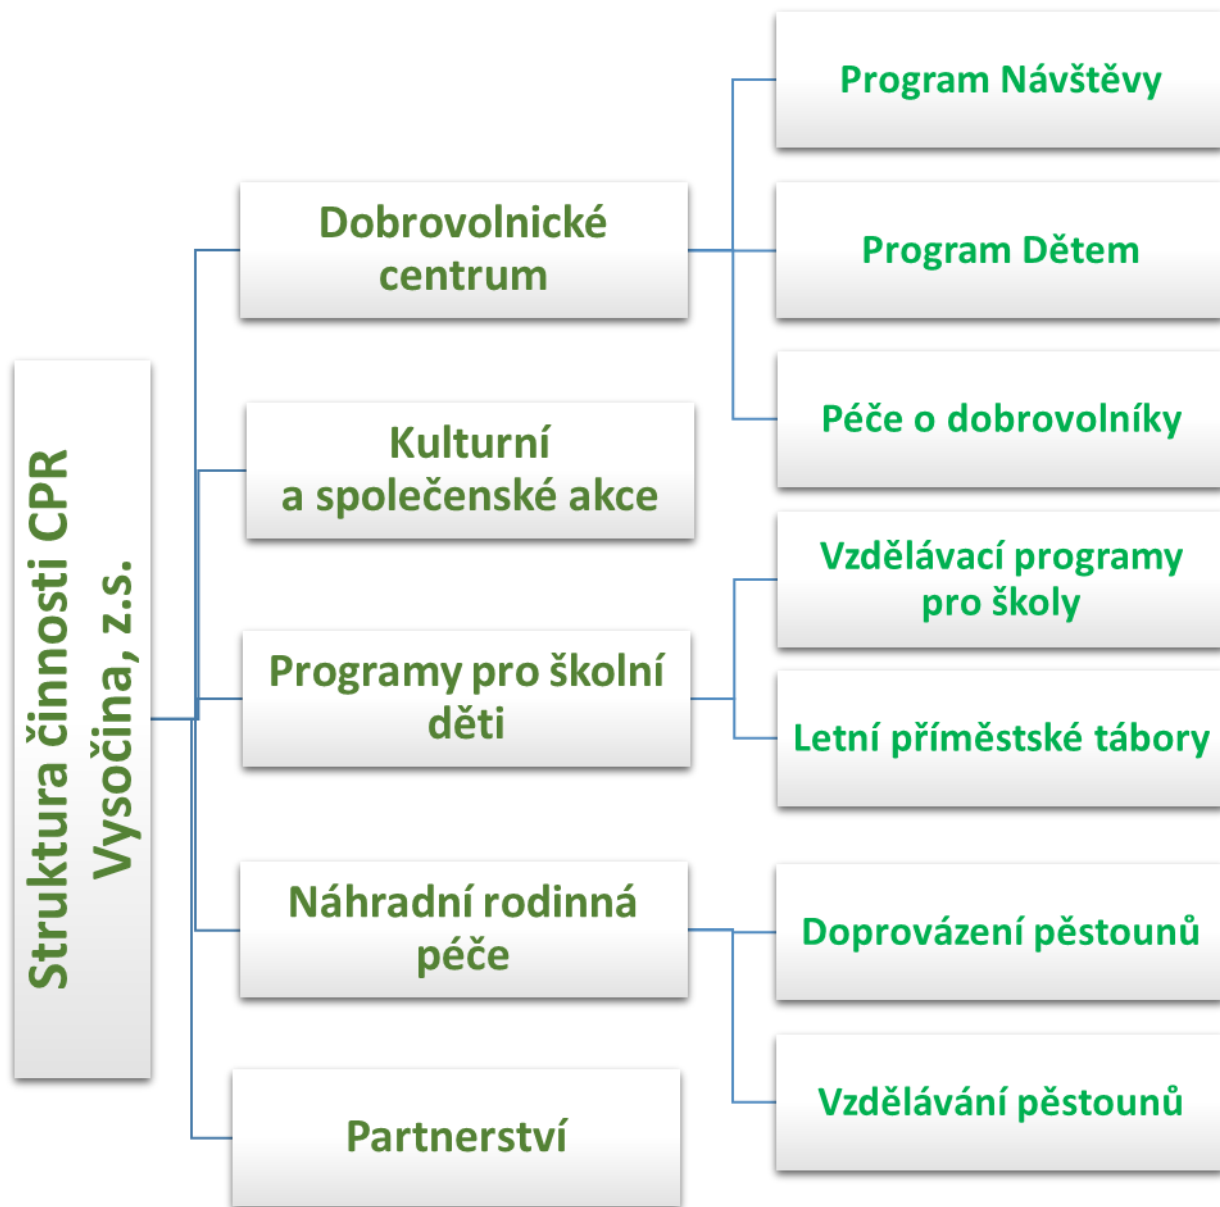 Struktura činnosti CPR
Vysočina, z.s.
Dobrovolnické
centrum
Program Návštěvy
Program Dětem
Péče o dobrovolníky
Kulturní
a společenské akce
Programy pro školní
děti
Vzdělávací programy
pro školy
Letní příměstské tábory
Náhradní rodinná
péče
Doprovázení pěstounů
Vzdělávání pěstounů
Partnerství